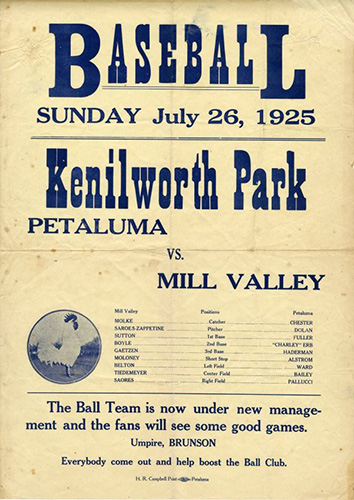 BASEBALL
SUNDAY July 26, 1925
Kenilworth Park
PETALUMA
VS.
MILL VALLEY
Mill Valley Positions Petaluma
MOLKE Catcher CHESTER
SAROES-ZAPPETINE Pitcher DOLAN
SUTTON 1st Base FULLER
BOYLE 2nd Base "CHARLEY" ERB
GAETZEN 3rd Base HADERMAN
MOLONEY Short Stop ALSTROM
BELTON Left Field WARD
TIEDEMEYER Center Field BAILEY
SAORES Right Field PALLUCCI
The Ball Team is now under new manage-
ment and the fans will see some good games.
Umpire, BRUNSON
Everybody come out and help boost the Ball Club.
H. R. Campbell Print Petaluma